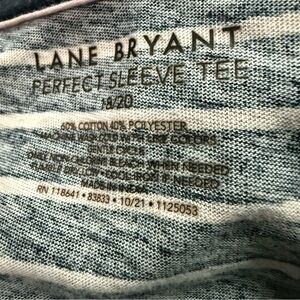 LANE BRYANT
PERFECT SLEEVE TEE
18/20
60% COTTON 40% POLYESTER
MACHINE WASH COLD WITH LIKE COLORS
GENTLE CYCLE
ONLY NON-CHLORINE BLEACH WHEN NEEDED
TUMBLE DRY LOW • COOL IRON IF NEEDED
MADE IN INDIA
RN 118641 • 83833 • 10/21 • 1125053